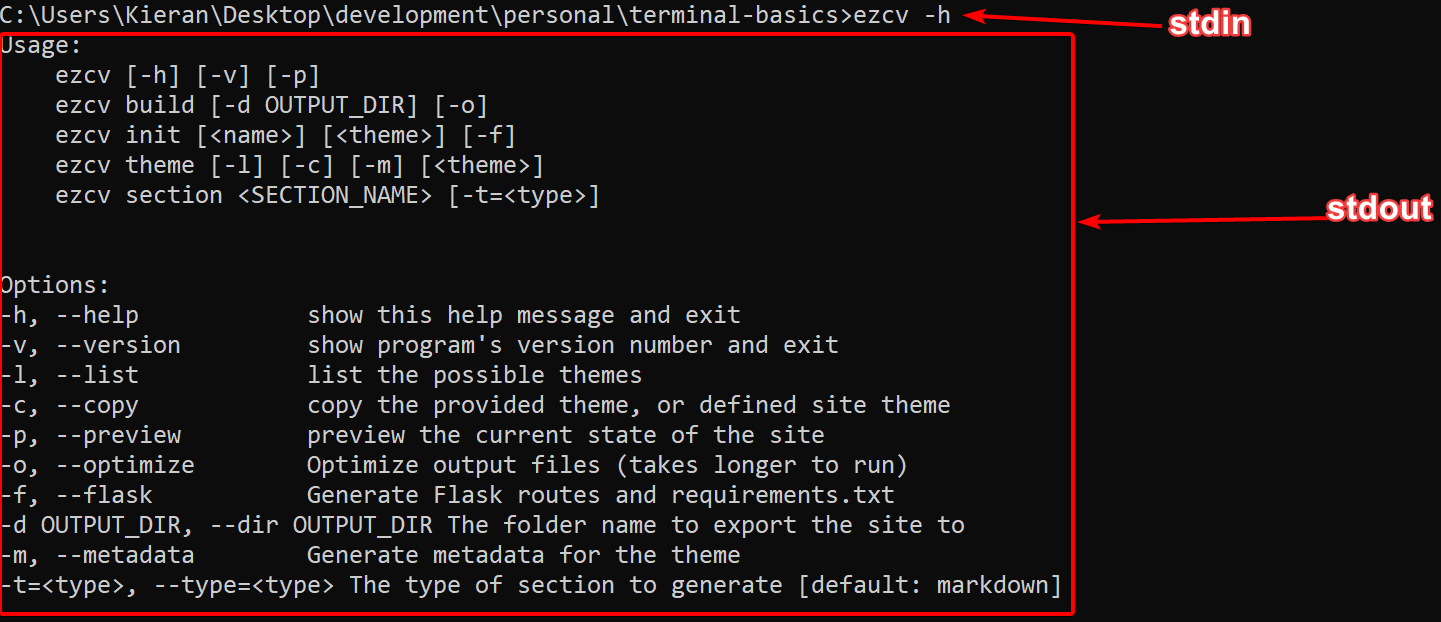 C:\Users\Kieran\Desktop\development\personal\terminal-basics>ezcv -h
stdin
Usage:
ezcv [-h] [-v] [-p]
ezcv build [-d OUTPUT_DIR] [-o]
ezcv init [<name>] [<theme>] [-f]
ezcv theme [-l] [-c] [-m] [<theme>]
ezcv section <SECTION_NAME> [-t=<type>]
stdout
Options:
-h, --help show this help message and exit
-v, --version show program's version number and exit
-l, --list list the possible themes
-c, --copy copy the provided theme, or defined site theme
-p, --preview preview the current state of the site
-o, --optimize Optimize output files (takes longer to run)
-f, --flask Generate Flask routes and requirements.txt
-d OUTPUT_DIR, --dir OUTPUT_DIR The folder name to export the site to
-m, --metadata Generate metadata for the theme
-t=<type>, --type=<type> The type of section to generate [default: markdown]